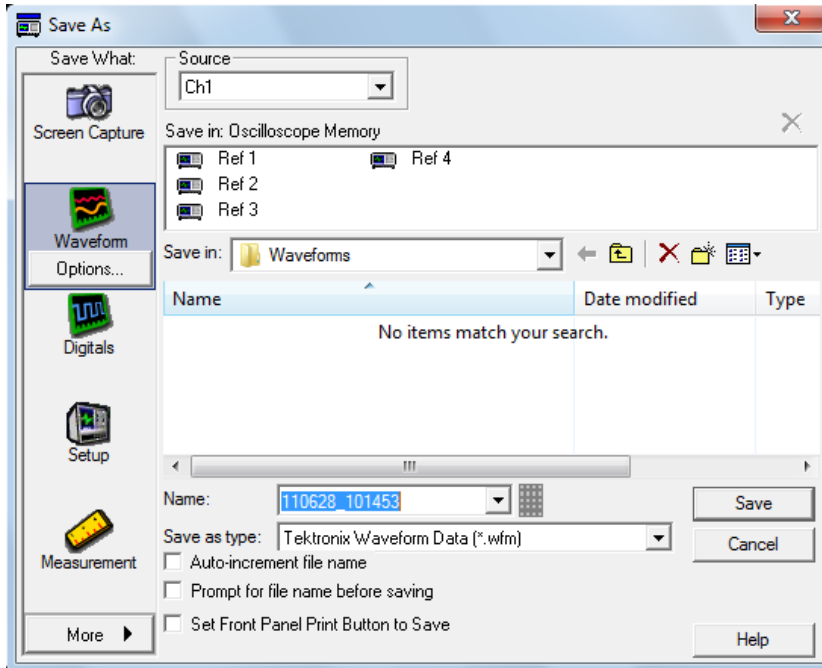 Save As
Save What:
Screen Capture
Waveform
Options...
Digitals
Setup
Measurement
More
Source
Ch1
Save in: Oscilloscope Memory
Ref 1
Ref 4
Ref 2
Ref 3
Save in:
Waveforms
Name
Date modified
Type
No items match your search.
Name:
110628_101453
Save
Save as type:
Tektronix Waveform Data (*.wfm)
Cancel
Auto-increment file name
Prompt for file name before saving
Set Front Panel Print Button to Save
Help